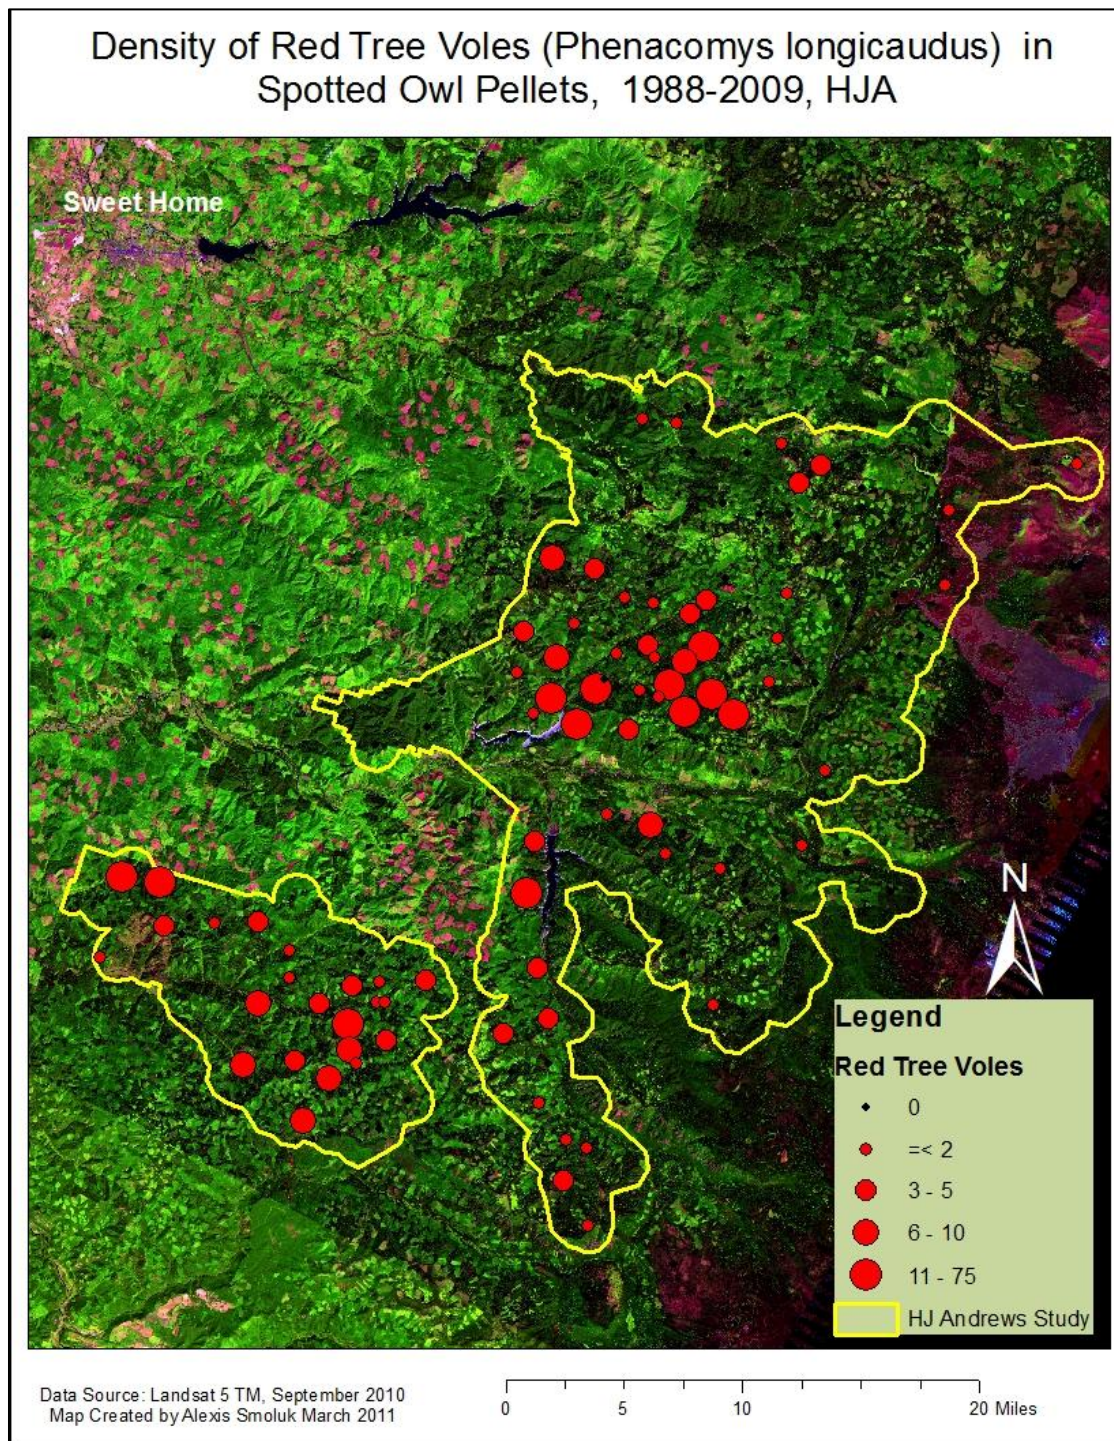 Density of Red Tree Voles (Phenacomys longicaudus) in
Spotted Owl Pellets, 1988-2009, HJA
Sweet Home
N
Legend
Red Tree Voles
0
=< 2
3 - 5
6 - 10
11 - 75
HJ Andrews Study
Data Source: Landsat 5 TM, September 2010
Map Created by Alexis Smoluk March 2011
0 5 10 20 Miles